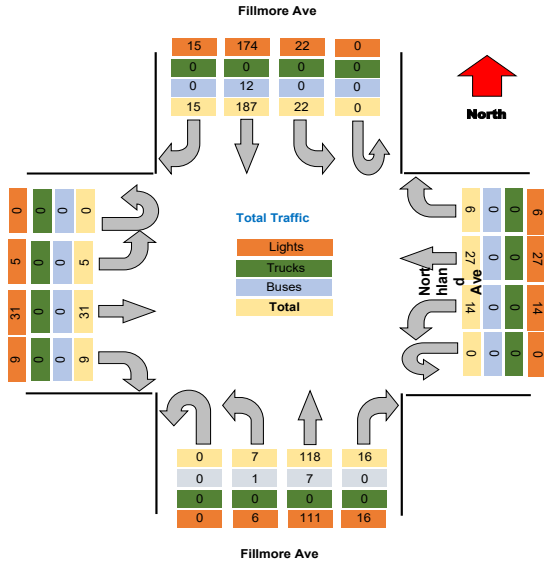 Fillmore Ave
15 174 22 0
0 0 0 0
0 12 0 0
15 187 22 0
North
0 0 0 0
5 0 0 5
31 0 0 31
9 0 0 9
Total Traffic
Lights
Trucks
Buses
Total
6 0 0 6
27 0 0 27
14 0 0 14
0 0 0 0
Northlan
d
Ave
0 7 118 16
0 1 7 0
0 0 0 0
0 6 111 16
Fillmore Ave